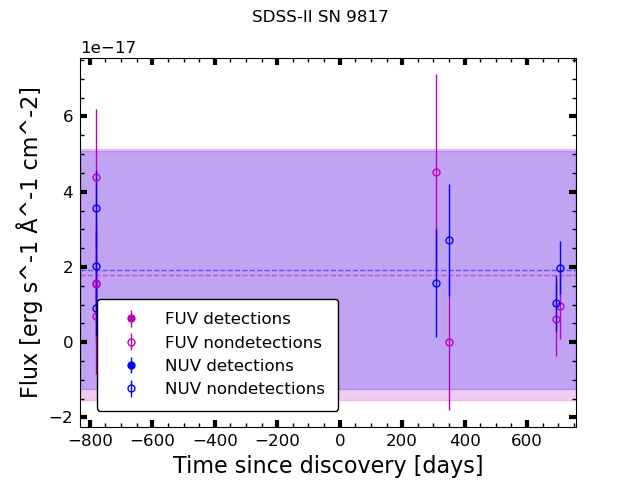 SDSS-II SN 9817
1e−17
6
4
2
0
−2
Flux [erg s^-1 Å^-1 cm^-2]
FUV detections
FUV nondetections
NUV detections
NUV nondetections
−800 −600 −400 −200 0 200 400 600
Time since discovery [days]